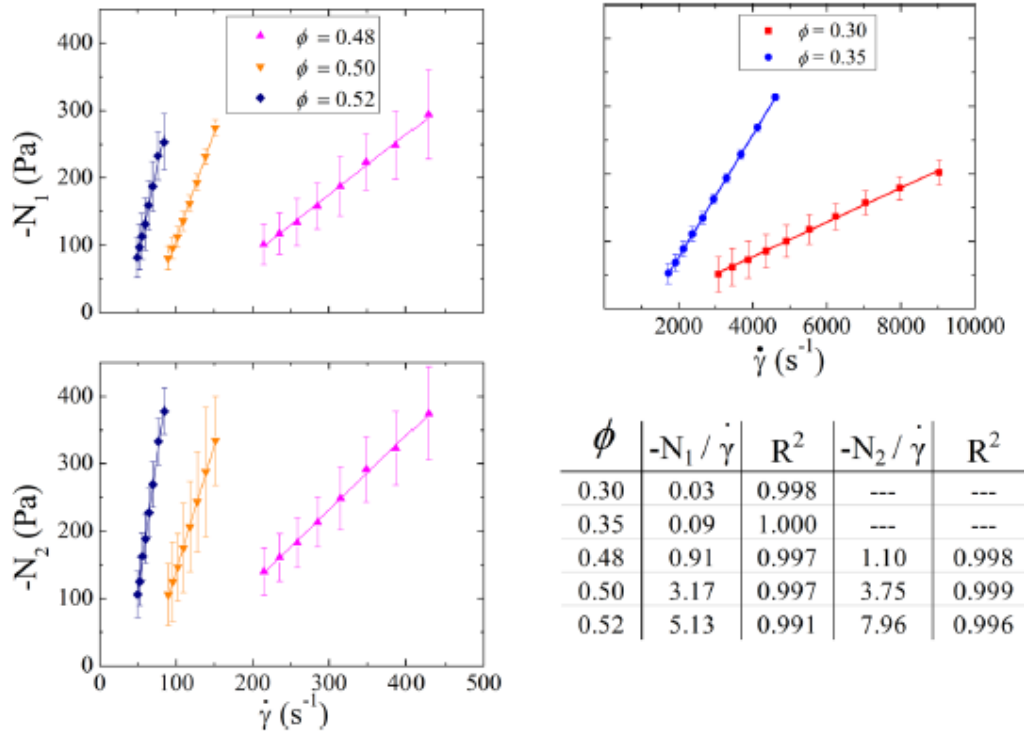 400
300
200
100
0
-N₁ (Pa)
ϕ = 0.48
ϕ = 0.50
ϕ = 0.52
ϕ = 0.30
ϕ = 0.35
2000 4000 6000 8000 10000
γ̇ (s⁻¹)
400
300
200
100
0
-N₂ (Pa)
0 100 200 300 400 500
γ̇ (s⁻¹)
ϕ -N₁ / γ̇ R² -N₂ / γ̇ R²
0.30 0.03 0.998 --- ---
0.35 0.09 1.000 --- ---
0.48 0.91 0.997 1.10 0.998
0.50 3.17 0.997 3.75 0.999
0.52 5.13 0.991 7.96 0.996